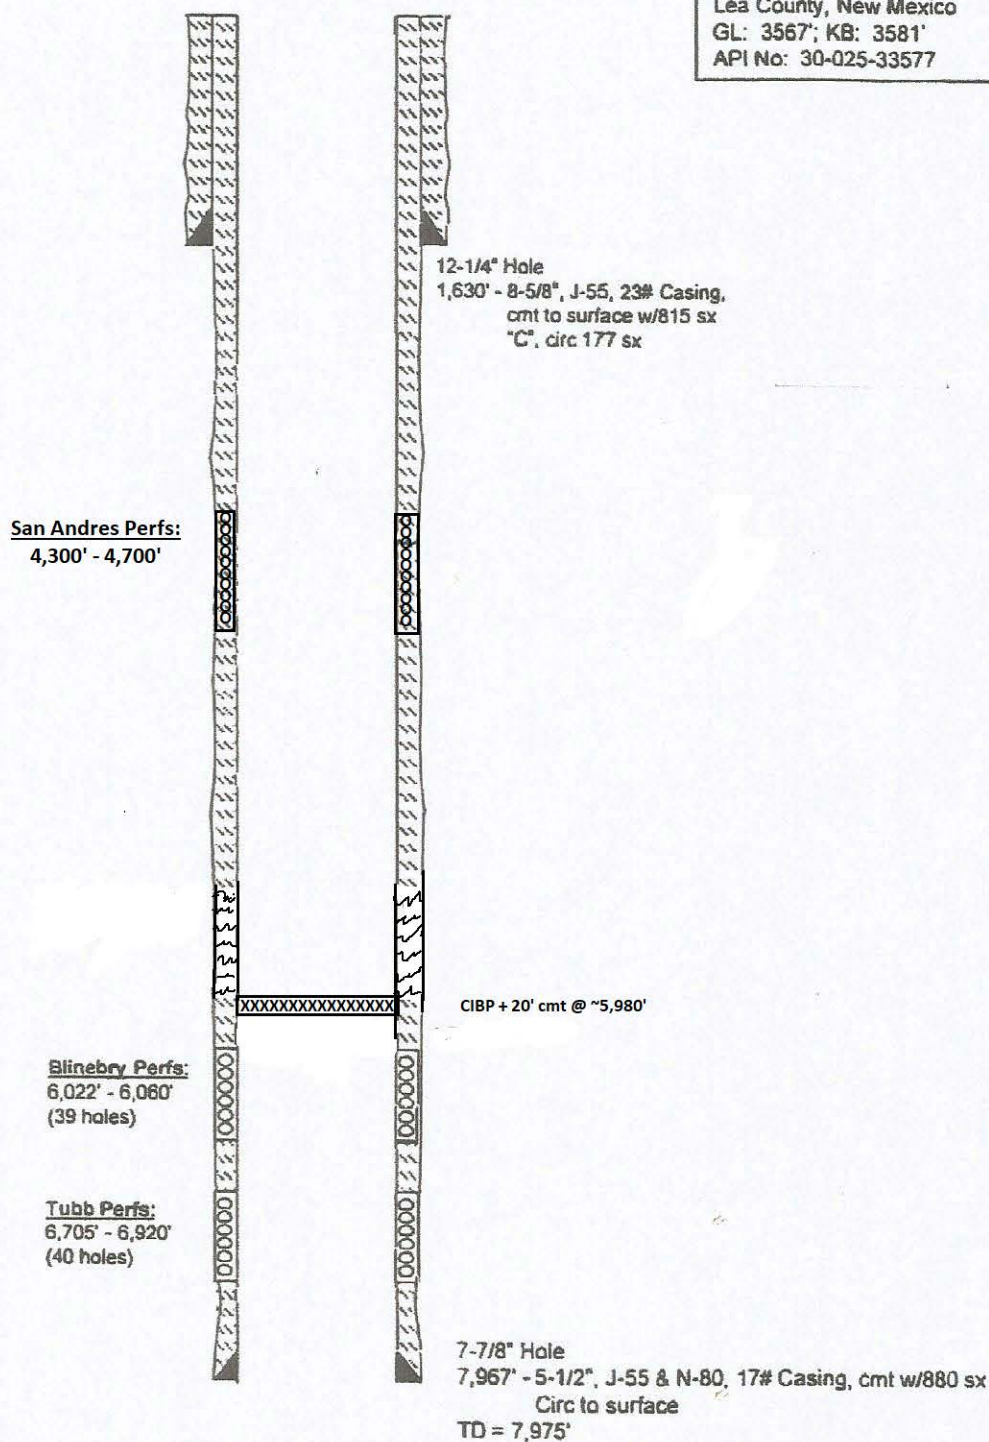 Lea County, New Mexico
GL: 3567'; KB: 3581'
API No: 30-025-33577
12-1/4" Hole
1,630' - 8-5/8", J-55, 23# Casing,
cmt to surface w/815 sx
"C", circ 177 sx
San Andres Perfs:
4,300' - 4,700'
XXXXXXXXXXXXXXXX
CIBP + 20' cmt @ ~5,980'
Blinebry Perfs:
6,022' - 6,060'
(39 holes)
Tubb Perfs:
6,705' - 6,920'
(40 holes)
7-7/8" Hole
7,967' - 5-1/2", J-55 & N-80, 17# Casing, cmt w/880 sx
Circ to surface
TD = 7,975'